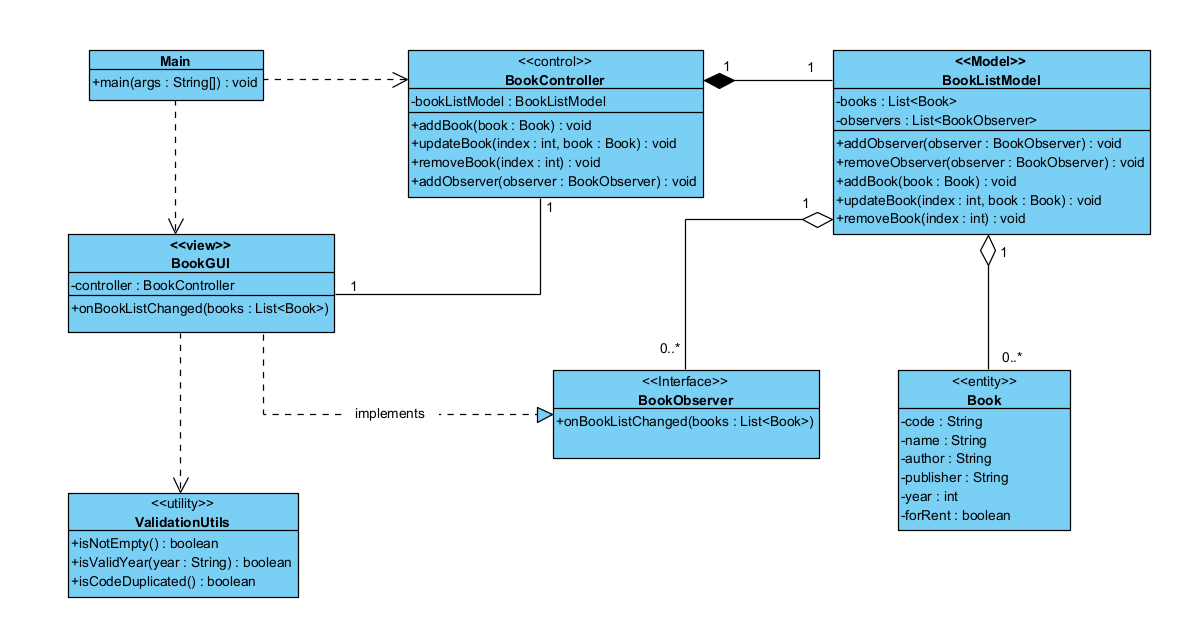 Main
+main(args : String[]) : void
<<control>>
BookController
-bookListModel : BookListModel
+addBook(book : Book) : void
+updateBook(index : int, book : Book) : void
+removeBook(index : int) : void
+addObserver(observer : BookObserver) : void
1
1
<<Model>>
BookListModel
-books : List<Book>
-observers : List<BookObserver>
+addObserver(observer : BookObserver) : void
+removeObserver(observer : BookObserver) : void
+addBook(book : Book) : void
+updateBook(index : int, book : Book) : void
+removeBook(index : int) : void
1
1
1
<<view>>
BookGUI
-controller : BookController
+onBookListChanged(books : List<Book>)
1
0..*
0..*
implements
<<Interface>>
BookObserver
+onBookListChanged(books : List<Book>)
<<entity>>
Book
-code : String
-name : String
-author : String
-publisher : String
-year : int
-forRent : boolean
<<utility>>
ValidationUtils
+isNotEmpty() : boolean
+isValidYear(year : String) : boolean
+isCodeDuplicated() : boolean